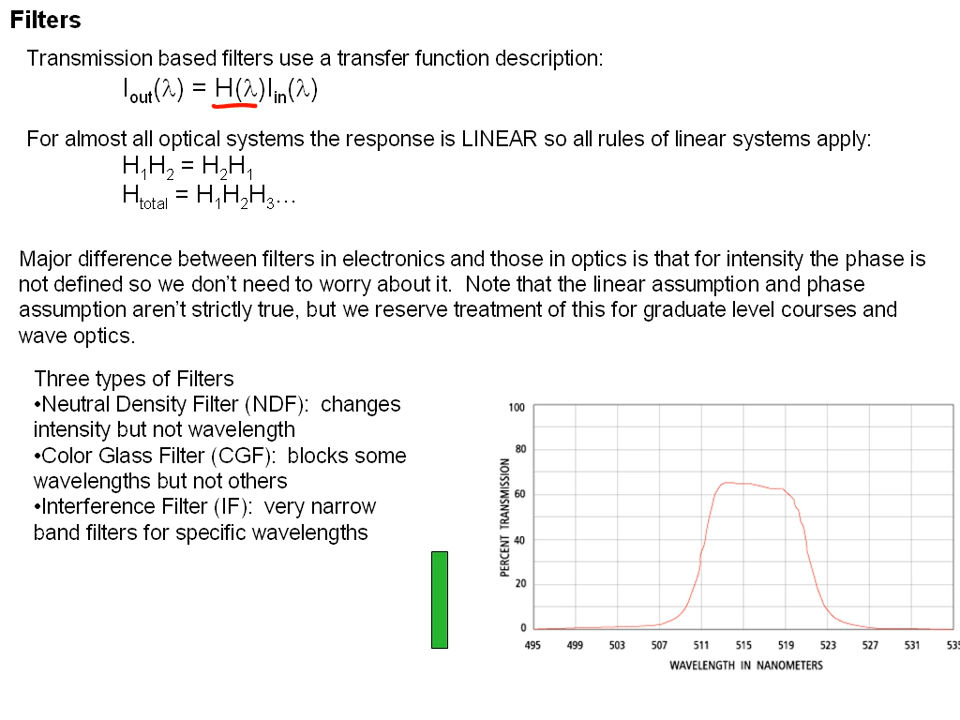 Filters
Transmission based filters use a transfer function description:
I_out(λ) = H(λ)I_in(λ)
For almost all optical systems the response is LINEAR so all rules of linear systems apply:
H₁H₂ = H₂H₁
H_total = H₁H₂H₃…
Major difference between filters in electronics and those in optics is that for intensity the phase is
not defined so we don't need to worry about it.  Note that the linear assumption and phase
assumption aren't strictly true, but we reserve treatment of this for graduate level courses and
wave optics.
Three types of Filters
•Neutral Density Filter (NDF):  changes
intensity but not wavelength
•Color Glass Filter (CGF):  blocks some
wavelengths but not others
•Interference Filter (IF):  very narrow
band filters for specific wavelengths
PERCENT TRANSMISSION
100
80
60
40
20
0
495 499 503 507 511 515 519 523 527 531 535
WAVELENGTH IN NANOMETERS